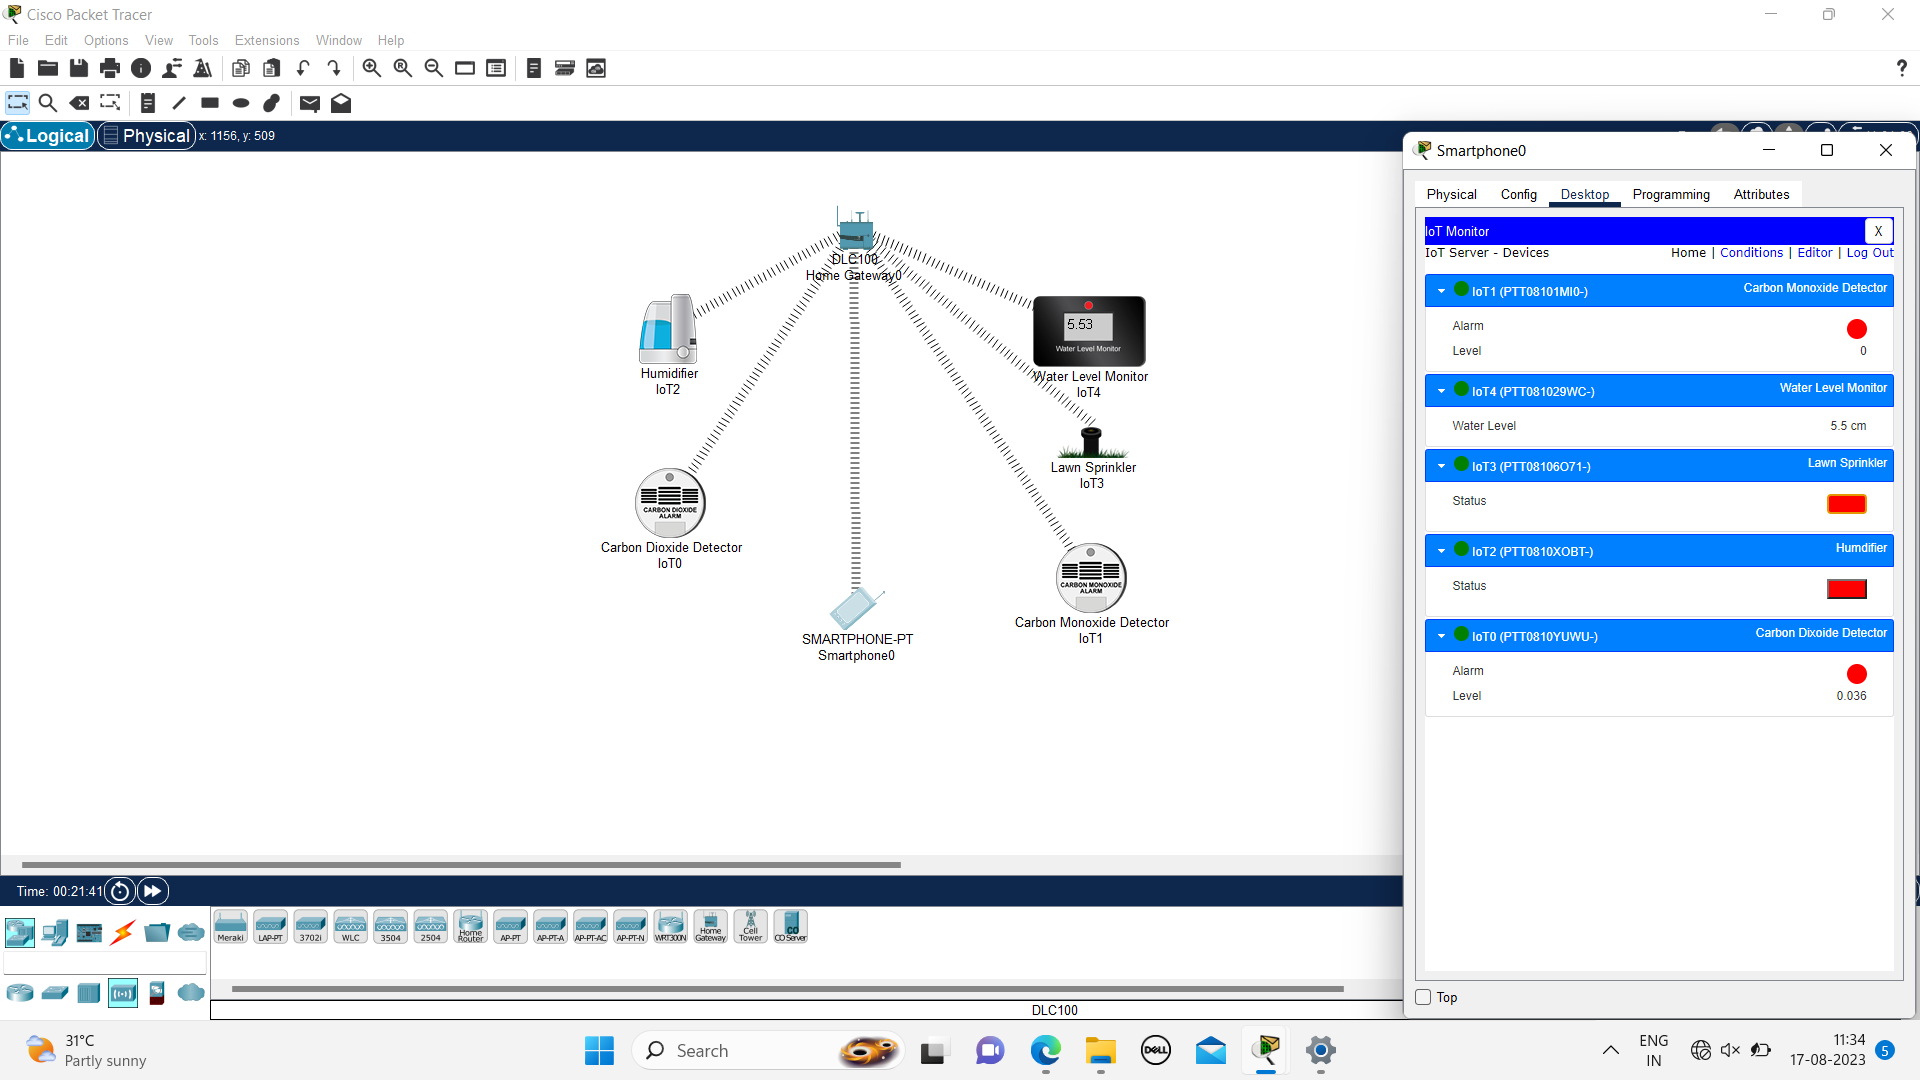 Cisco Packet Tracer
File Edit Options View Tools Extensions Window Help
?
Logical Physical x: 1156, y: 509
DLC100
Home Gateway0
Humidifier
IoT2
5.53
Water Level Monitor
Water Level Monitor
IoT4
Lawn Sprinkler
IoT3
CARBON DIOXIDE
ALARM
Carbon Dioxide Detector
IoT0
CARBON MONOXIDE
ALARM
Carbon Monoxide Detector
IoT1
SMARTPHONE-PT
Smartphone0
Smartphone0
Physical Config Desktop Programming Attributes
IoT Monitor X
IoT Server - Devices Home | Conditions | Editor | Log Out
IoT1 (PTT08101MI0-) Carbon Monoxide Detector
Alarm
Level 0
IoT4 (PTT081029WC-) Water Level Monitor
Water Level 5.5 cm
IoT3 (PTT08106O71-) Lawn Sprinkler
Status
IoT2 (PTT0810XOBT-) Humdifier
Status
IoT0 (PTT0810YUWU-) Carbon Dixoide Detector
Alarm
Level 0.036
Top
Time: 00:21:41
Meraki LAP-PT 3702i WLC 3504 2504 Home Router AP-PT AP-PT-A AP-PT-AC AP-PT-N WRT300N Home Gateway Cell Tower CO Server
DLC100
31°C
Partly sunny
Search
DELL
ENG
IN
11:34
17-08-2023
5